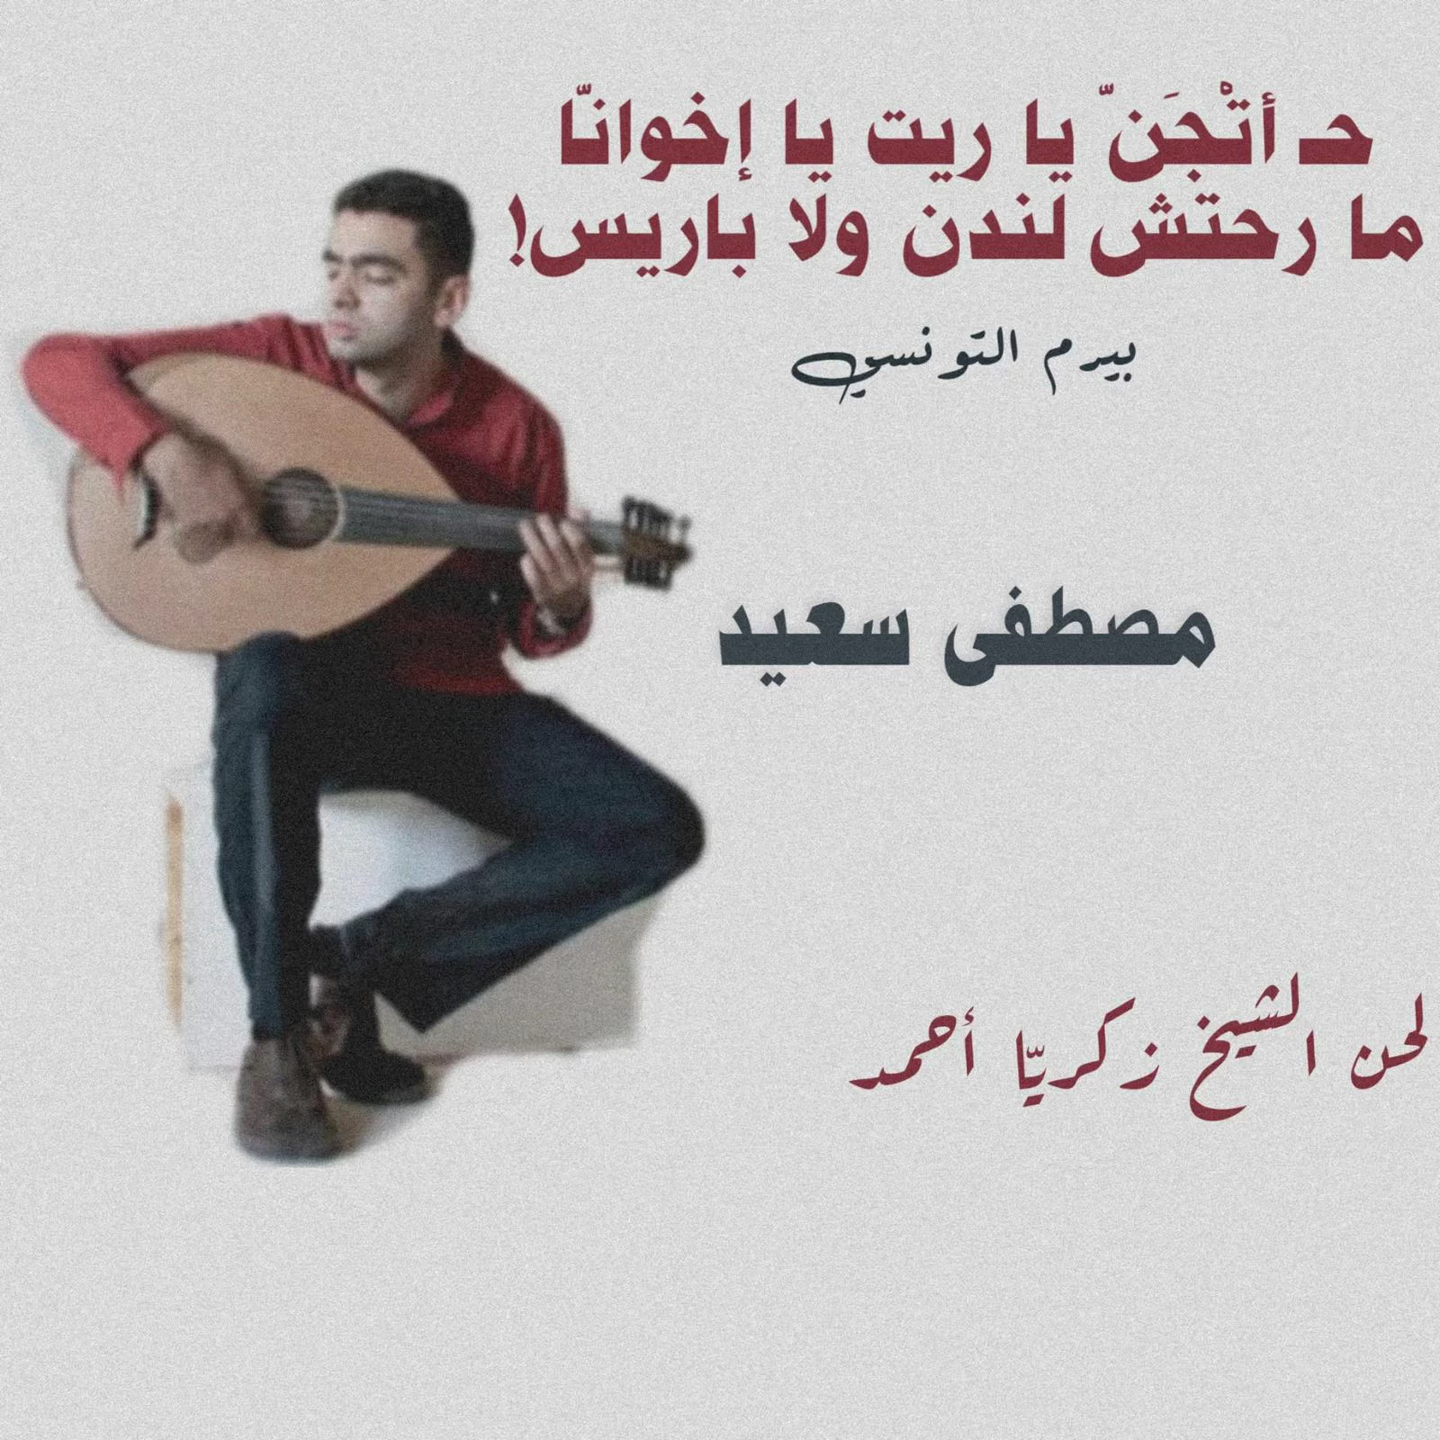 حـ أتْجَنّ يا ريت يا إخوانّا
ما رحتش لندن ولا باريس!
بيرم التونسي
مصطفى سعيد
لحن الشيخ زكريّا أحمد